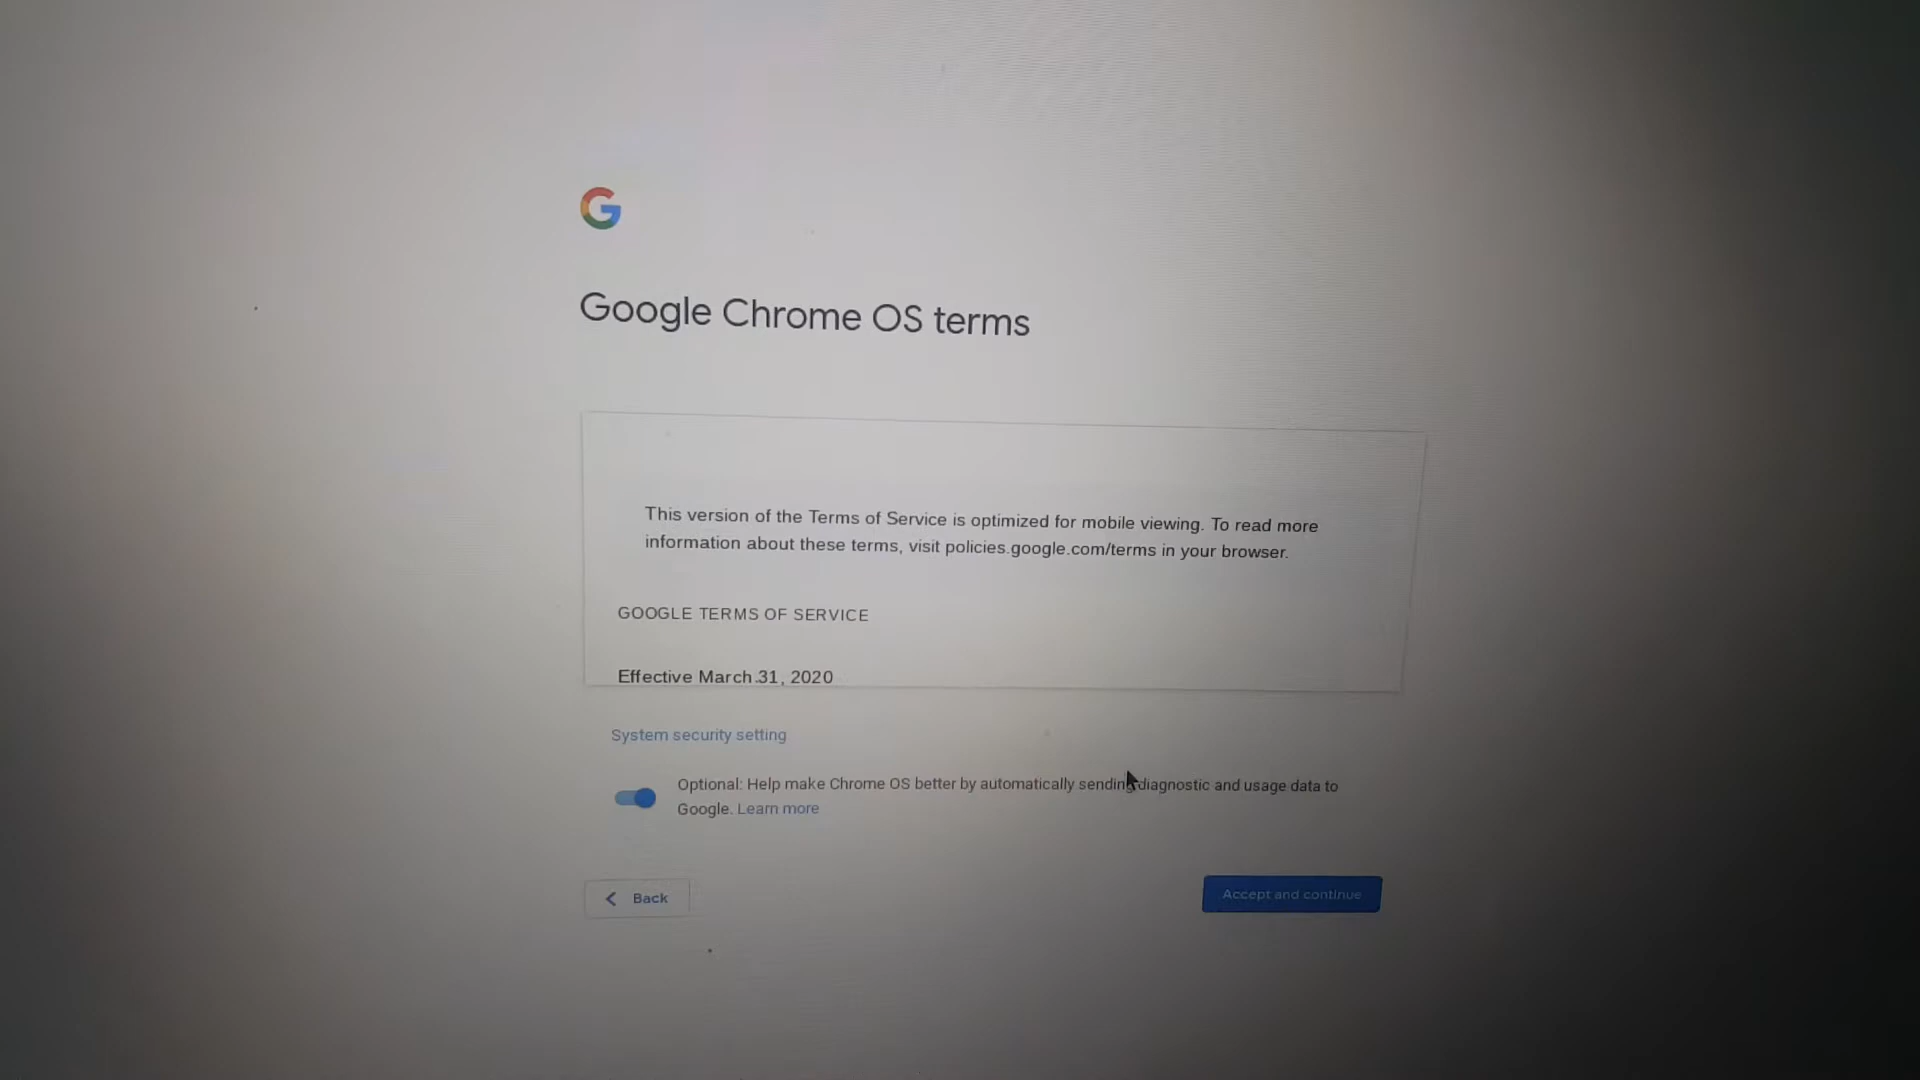 Google Chrome OS terms
This version of the Terms of Service is optimized for mobile viewing. To read more
information about these terms, visit policies.google.com/terms in your browser.
GOOGLE TERMS OF SERVICE
Effective March 31, 2020
System security setting
Optional: Help make Chrome OS better by automatically sending diagnostic and usage data to
Google. Learn more
Back
Accept and continue